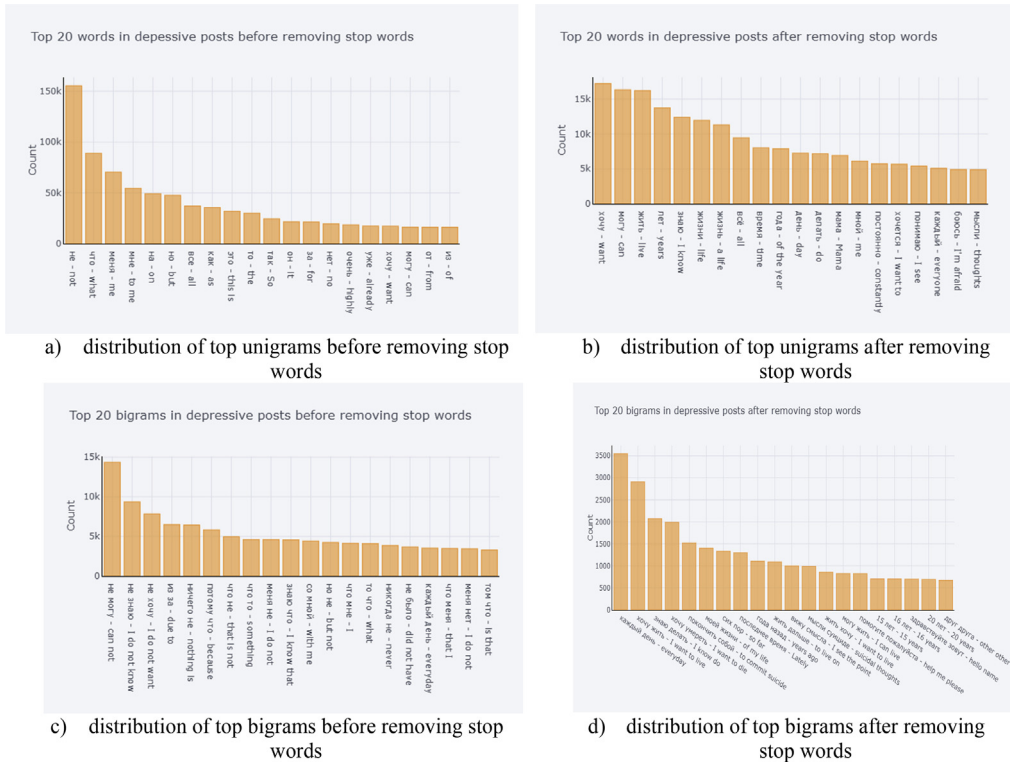 Top 20 words in depessive posts before removing stop words
150k
100k
50k
0
Count
не - not
что - what
меня - me
мне - to me
на - on
но - but
все - all
как - as
это - this is
то - the
так - So
он - it
за - for
нет - no
очень - highly
уже - already
хочу - want
могу - can
от - from
из - of
a) distribution of top unigrams before removing stop
words
Top 20 words in depressive posts after removing stop words
15k
10k
5k
0
Count
хочу - want
могу - can
жить - live
лет - years
знаю - I know
жизни - life
жизнь - a life
всё - all
время - time
года - of the year
день - day
делать - do
мама - Mama
мной - me
постоянно - constantly
хочется - I want to
понимаю - I see
каждый - everyone
боюсь - I'm afraid
мысли - thoughts
b) distribution of top unigrams after removing
stop words
Top 20 bigrams in depressive posts before removing stop words
15k
10k
5k
0
Count
не могу - can not
не знаю - I do not know
не хочу - I do not want
из за - due to
ничего не - nothing is
потому что - because
что не - that is not
что то - something
меня не - I do not
знаю что - I know that
со мной - with me
но не - but not
что мне - I
то что - what
никогда не - never
не было - did not have
каждый день - everyday
что меня - that I
меня нет - I do not
том что - is that
c) distribution of top bigrams before removing stop
words
Top 20 bigrams in depressive posts after removing stop words
3500
3000
2500
2000
1500
1000
500
0
Count
каждый день - everyday
хочу жить - I want to live
знаю делать - I know do
хочу умереть - I want to die
покончить собой - to commit suicide
моей жизни - of my life
сих пор - so far
последнее время - Lately
года назад - years ago
жить дальше - to live on
вижу смысла - I see the point
мысли суициде - suicidal thoughts
жить хочу - I want to live
могу жить - I can live
помогите пожалуйста - help me please
15 лет - 15 years
16 лет - 16 years
здравствуйте зовут - hello name
20 лет - 20 years
друг друга - other other
d) distribution of top bigrams after removing
stop words